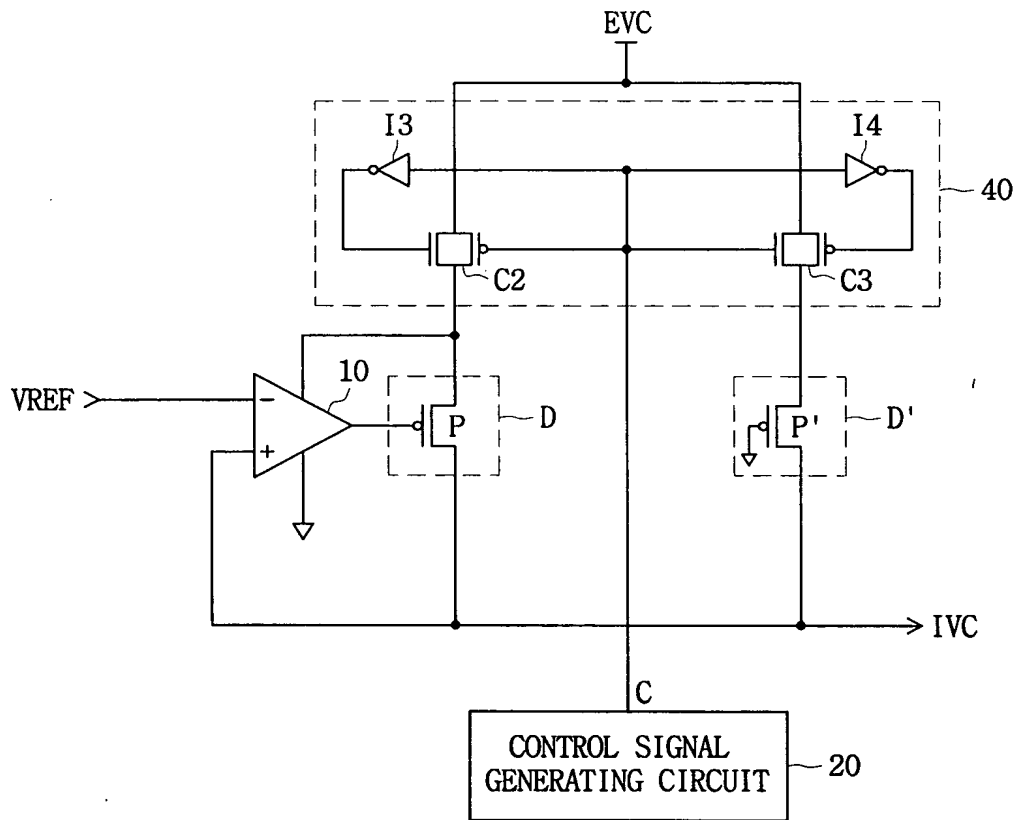 EVC
I3
I4
40
C2
C3
10
VREF
-
+
P
D
P'
D'
IVC
C
CONTROL SIGNAL
GENERATING CIRCUIT
20